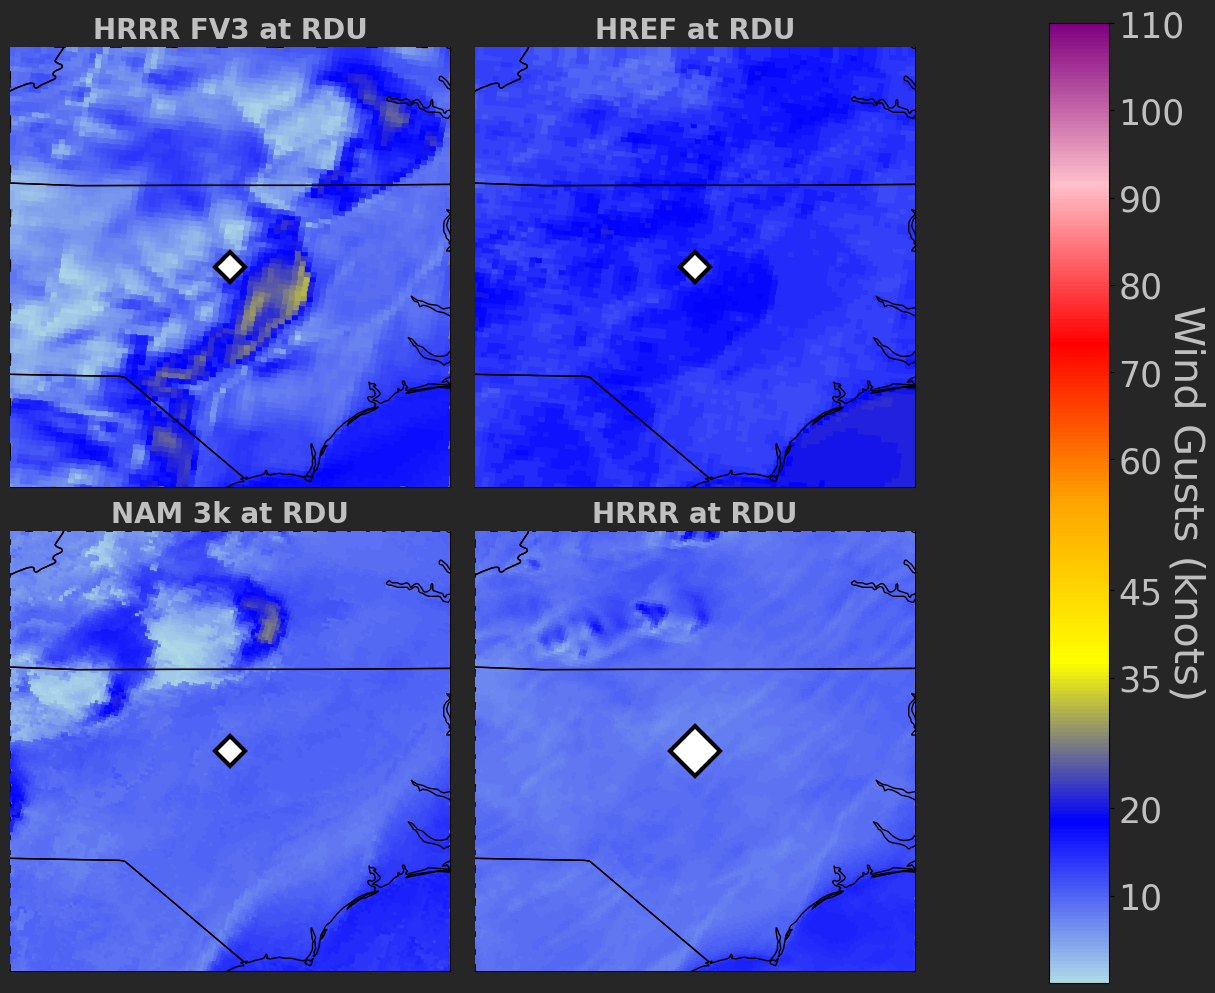 HRRR FV3 at RDU
HREF at RDU
NAM 3k at RDU
HRRR at RDU
110
100
90
80
70
60
45
35
20
10
Wind Gusts (knots)